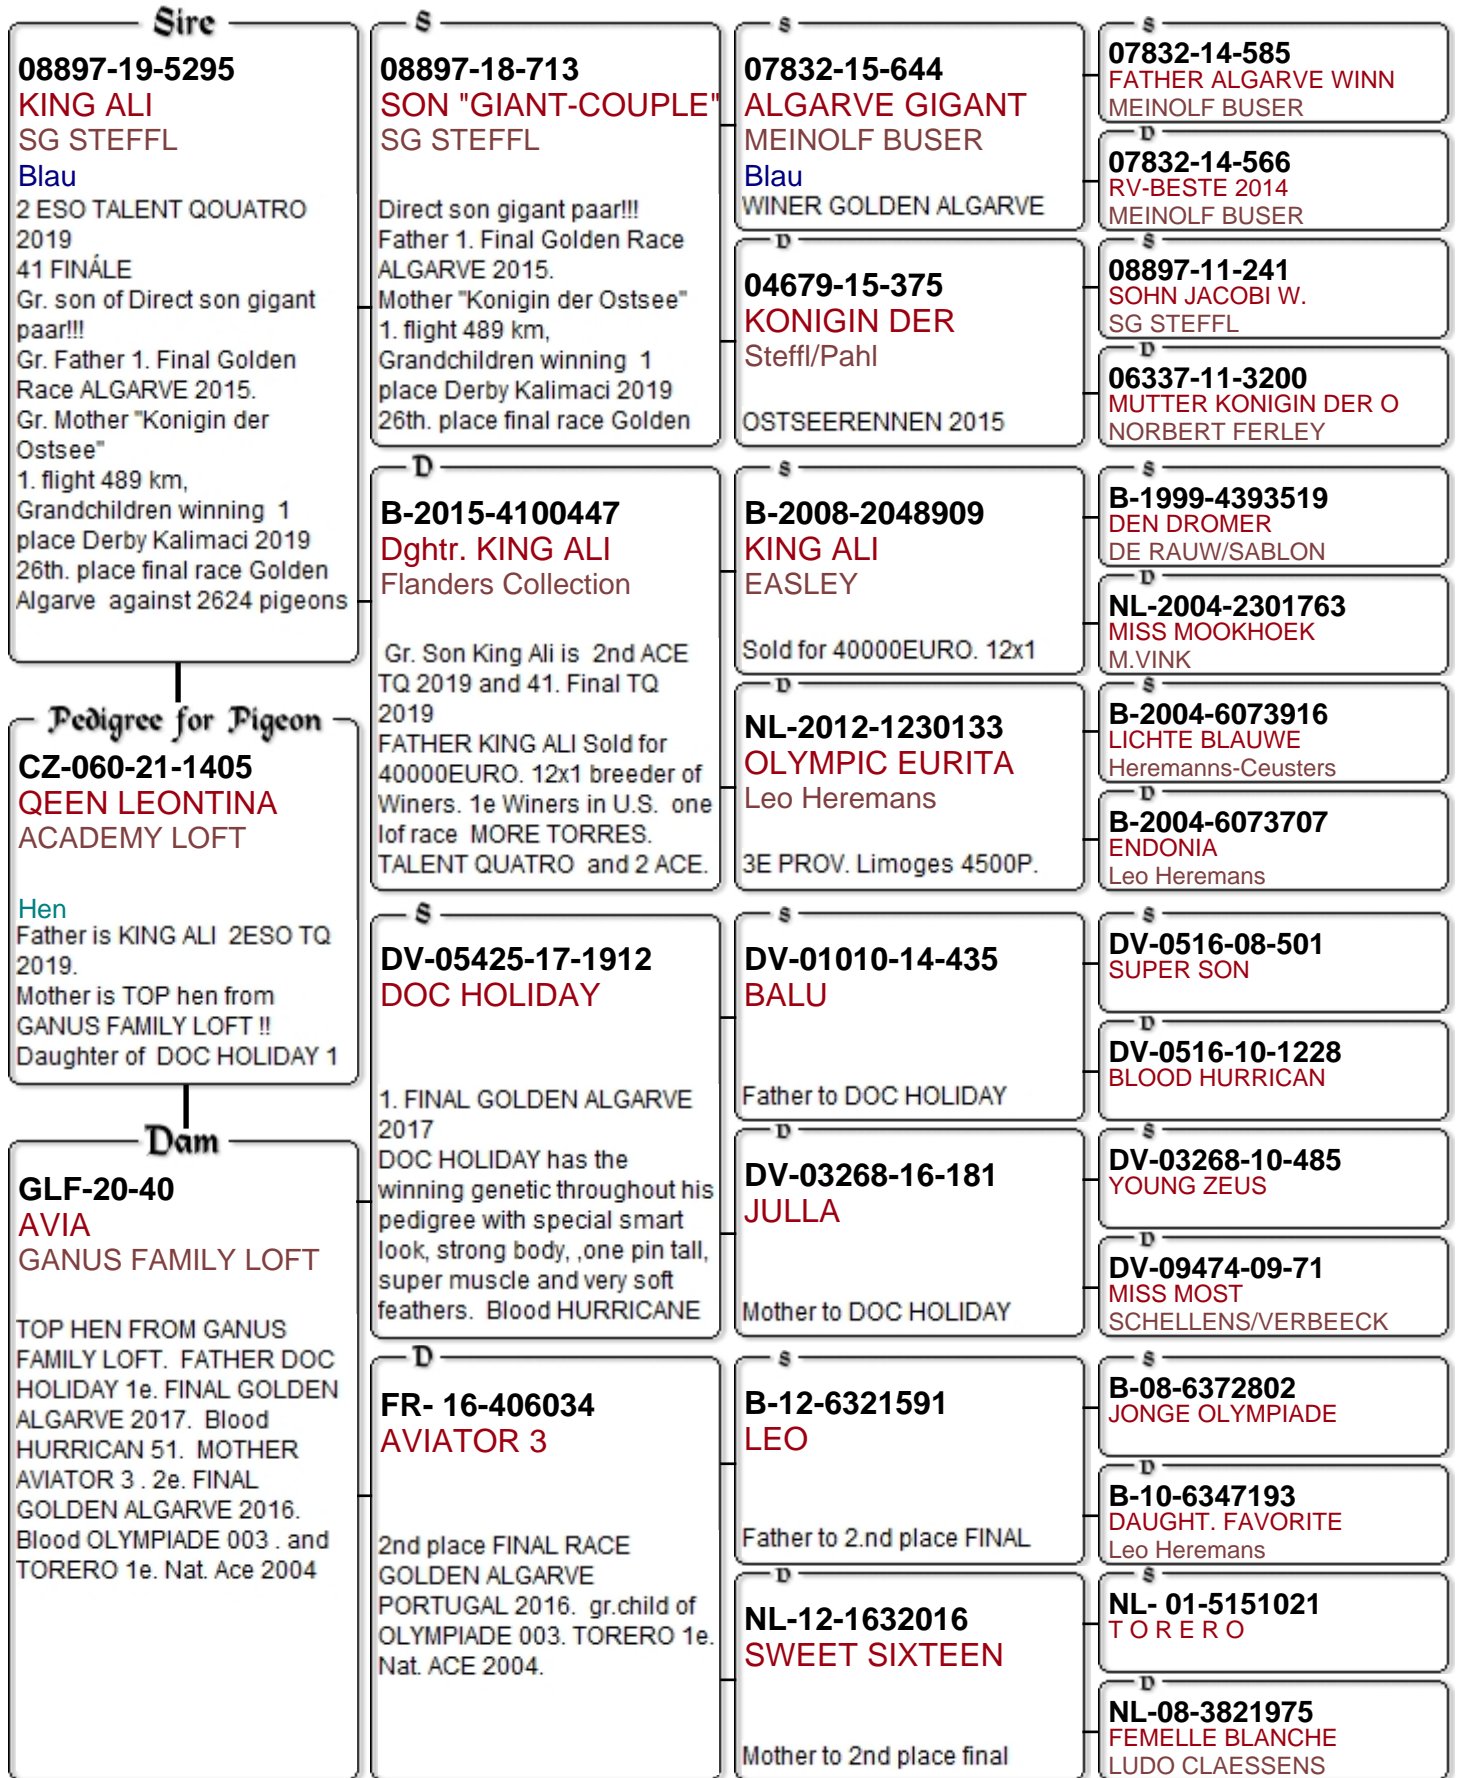 Sire
08897-19-5295
KING ALI
SG STEFFL
Blau
2 ESO TALENT QOUATRO
2019
41 FINÁLE
Gr. son of Direct son gigant
paar!!!
Gr. Father 1. Final Golden
Race ALGARVE 2015.
Gr. Mother "Konigin der
Ostsee"
1. flight 489 km,
Grandchildren winning 1
place Derby Kalimaci 2019
26th. place final race Golden
Algarve against 2624 pigeons
Pedigree for Pigeon
CZ-060-21-1405
QEEN LEONTINA
ACADEMY LOFT
Hen
Father is KING ALI 2ESO TQ
2019.
Mother is TOP hen from
GANUS FAMILY LOFT !!
Daughter of DOC HOLIDAY 1
Dam
GLF-20-40
AVIA
GANUS FAMILY LOFT
TOP HEN FROM GANUS
FAMILY LOFT. FATHER DOC
HOLIDAY 1e. FINAL GOLDEN
ALGARVE 2017. Blood
HURRICAN 51. MOTHER
AVIATOR 3 . 2e. FINAL
GOLDEN ALGARVE 2016.
Blood OLYMPIADE 003 . and
TORERO 1e. Nat. Ace 2004
S
08897-18-713
SON "GIANT-COUPLE"
SG STEFFL
Direct son gigant paar!!!
Father 1. Final Golden Race
ALGARVE 2015.
Mother "Konigin der Ostsee"
1. flight 489 km,
Grandchildren winning 1
place Derby Kalimaci 2019
26th. place final race Golden
D
B-2015-4100447
Dghtr. KING ALI
Flanders Collection
Gr. Son King Ali is 2nd ACE
TQ 2019 and 41. Final TQ
2019
FATHER KING ALI Sold for
40000EURO. 12x1 breeder of
Winers. 1e Winers in U.S. one
lof race MORE TORRES.
TALENT QUATRO and 2 ACE.
S
DV-05425-17-1912
DOC HOLIDAY
1. FINAL GOLDEN ALGARVE
2017
DOC HOLIDAY has the
winning genetic throughout his
pedigree with special smart
look, strong body, ,one pin tall,
super muscle and very soft
feathers. Blood HURRICANE
D
FR- 16-406034
AVIATOR 3
2nd place FINAL RACE
GOLDEN ALGARVE
PORTUGAL 2016. gr.child of
OLYMPIADE 003. TORERO 1e.
Nat. ACE 2004.
S
07832-15-644
ALGARVE GIGANT
MEINOLF BUSER
Blau
WINER GOLDEN ALGARVE
D
04679-15-375
KONIGIN DER
Steffl/Pahl
OSTSEERENNEN 2015
S
B-2008-2048909
KING ALI
EASLEY
Sold for 40000EURO. 12x1
D
NL-2012-1230133
OLYMPIC EURITA
Leo Heremans
3E PROV. Limoges 4500P.
S
DV-01010-14-435
BALU
Father to DOC HOLIDAY
D
DV-03268-16-181
JULLA
Mother to DOC HOLIDAY
S
B-12-6321591
LEO
Father to 2.nd place FINAL
D
NL-12-1632016
SWEET SIXTEEN
Mother to 2nd place final
S
07832-14-585
FATHER ALGARVE WINN
MEINOLF BUSER
D
07832-14-566
RV-BESTE 2014
MEINOLF BUSER
S
08897-11-241
SOHN JACOBI W.
SG STEFFL
D
06337-11-3200
MUTTER KONIGIN DER O
NORBERT FERLEY
S
B-1999-4393519
DEN DROMER
DE RAUW/SABLON
D
NL-2004-2301763
MISS MOOKHOEK
M.VINK
S
B-2004-6073916
LICHTE BLAUWE
Heremanns-Ceusters
D
B-2004-6073707
ENDONIA
Leo Heremans
S
DV-0516-08-501
SUPER SON
D
DV-0516-10-1228
BLOOD HURRICAN
S
DV-03268-10-485
YOUNG ZEUS
D
DV-09474-09-71
MISS MOST
SCHELLENS/VERBEECK
S
B-08-6372802
JONGE OLYMPIADE
D
B-10-6347193
DAUGHT. FAVORITE
Leo Heremans
S
NL- 01-5151021
T O R E R O
D
NL-08-3821975
FEMELLE BLANCHE
LUDO CLAESSENS